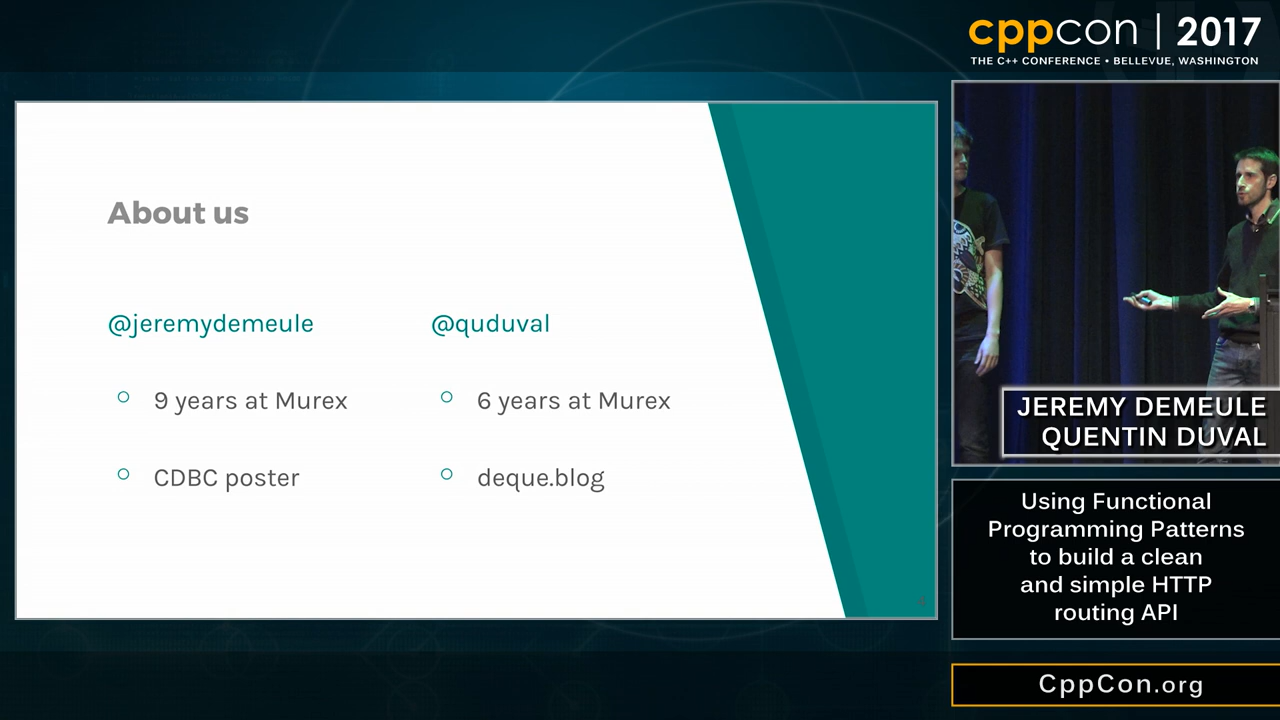 cppcon | 2017
THE C++ CONFERENCE • BELLEVUE, WASHINGTON
About us
@jeremydemeule
9 years at Murex
CDBC poster
@quduval
6 years at Murex
deque.blog
JEREMY DEMEULE
QUENTIN DUVAL
Using Functional
Programming Patterns
to build a clean
and simple HTTP
routing API
CppCon.org